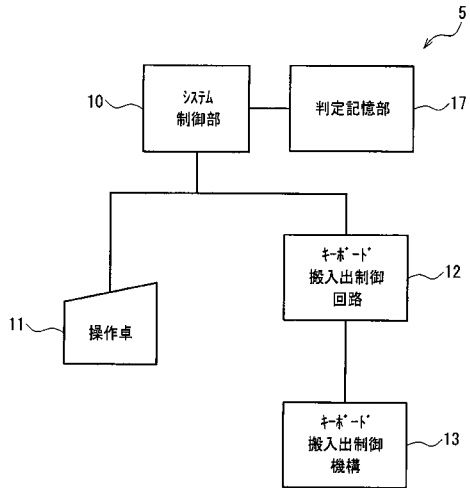 5
10
ｼｽﾃﾑ
制御部
判定記憶部
17
ｷｰﾎﾞｰﾄﾞ
搬入出制御
回路
12
11
操作卓
ｷｰﾎﾞｰﾄﾞ
搬入出制御
機構
13